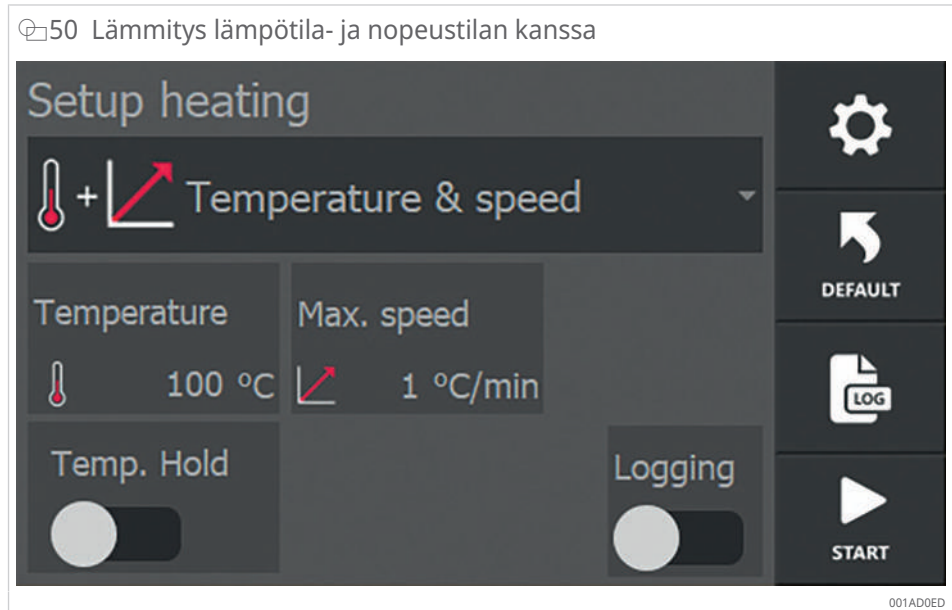 50 Lämmitys lämpötila- ja nopeustilan kanssa
Setup heating
+ Temperature & speed
Temperature
100 °C
Max. speed
1 °C/min
Temp. Hold
Logging
DEFAULT
LOG
START
001AD0ED